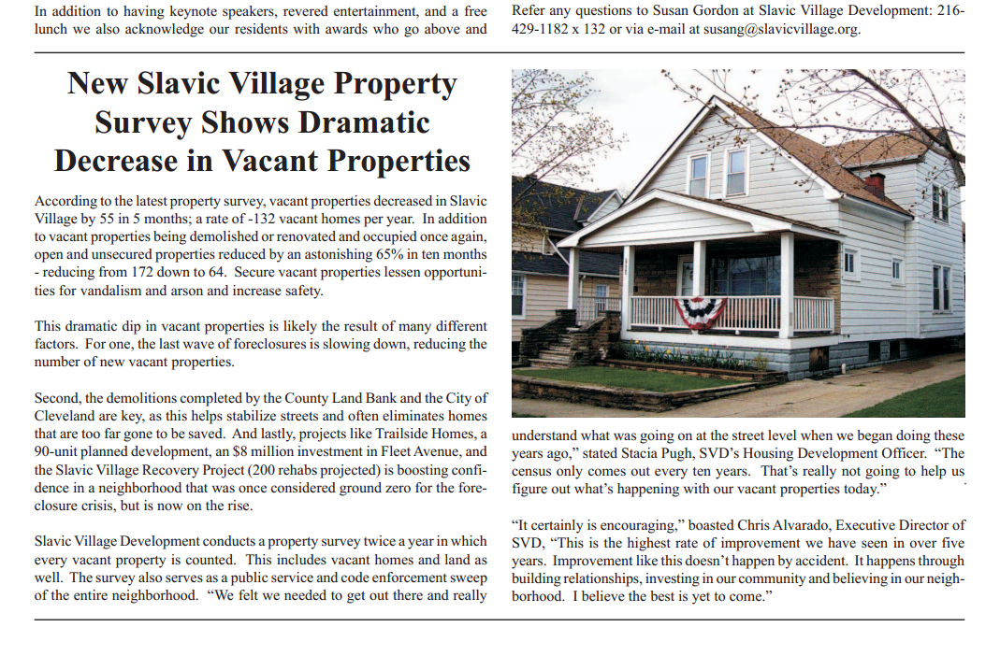 In addition to having keynote speakers, revered entertainment, and a free
lunch we also acknowledge our residents with awards who go above and
Refer any questions to Susan Gordon at Slavic Village Development: 216-
429-1182 x 132 or via e-mail at susang@slavicvillage.org.
New Slavic Village Property
Survey Shows Dramatic
Decrease in Vacant Properties
According to the latest property survey, vacant properties decreased in Slavic
Village by 55 in 5 months; a rate of -132 vacant homes per year. In addition
to vacant properties being demolished or renovated and occupied once again,
open and unsecured properties reduced by an astonishing 65% in ten months
- reducing from 172 down to 64. Secure vacant properties lessen opportuni-
ties for vandalism and arson and increase safety.
This dramatic dip in vacant properties is likely the result of many different
factors. For one, the last wave of foreclosures is slowing down, reducing the
number of new vacant properties.
Second, the demolitions completed by the County Land Bank and the City of
Cleveland are key, as this helps stabilize streets and often eliminates homes
that are too far gone to be saved. And lastly, projects like Trailside Homes, a
90-unit planned development, an $8 million investment in Fleet Avenue, and
the Slavic Village Recovery Project (200 rehabs projected) is boosting confi-
dence in a neighborhood that was once considered ground zero for the fore-
closure crisis, but is now on the rise.
Slavic Village Development conducts a property survey twice a year in which
every vacant property is counted. This includes vacant homes and land as
well. The survey also serves as a public service and code enforcement sweep
of the entire neighborhood. “We felt we needed to get out there and really
understand what was going on at the street level when we began doing these
years ago,” stated Stacia Pugh, SVD’s Housing Development Officer. “The
census only comes out every ten years. That’s really not going to help us
figure out what’s happening with our vacant properties today.”
“It certainly is encouraging,” boasted Chris Alvarado, Executive Director of
SVD, “This is the highest rate of improvement we have seen in over five
years. Improvement like this doesn’t happen by accident. It happens through
building relationships, investing in our community and believing in our neigh-
borhood. I believe the best is yet to come.”